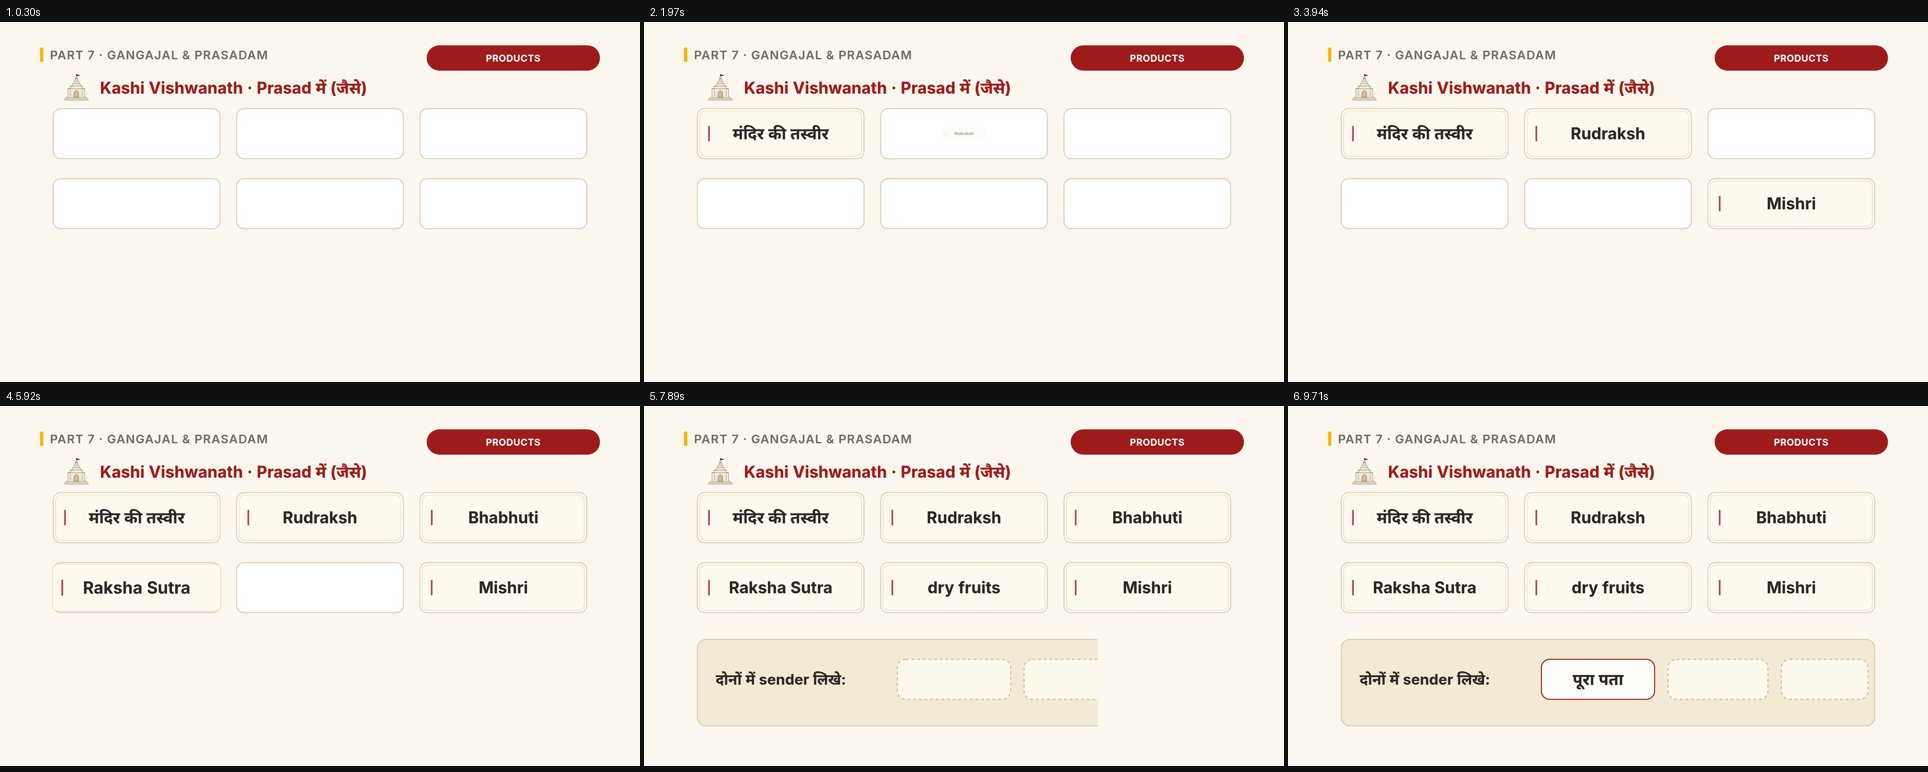 1. 0.30s
PART 7 · GANGAJAL & PRASADAM
PRODUCTS
Kashi Vishwanath · Prasad में (जैसे)
2. 1.97s
PART 7 · GANGAJAL & PRASADAM
PRODUCTS
Kashi Vishwanath · Prasad में (जैसे)
मंदिर की तस्वीर
Rudraksh
3. 3.94s
PART 7 · GANGAJAL & PRASADAM
PRODUCTS
Kashi Vishwanath · Prasad में (जैसे)
मंदिर की तस्वीर
Rudraksh
Mishri
4. 5.92s
PART 7 · GANGAJAL & PRASADAM
PRODUCTS
Kashi Vishwanath · Prasad में (जैसे)
मंदिर की तस्वीर
Rudraksh
Bhabhuti
Raksha Sutra
Mishri
5. 7.89s
PART 7 · GANGAJAL & PRASADAM
PRODUCTS
Kashi Vishwanath · Prasad में (जैसे)
मंदिर की तस्वीर
Rudraksh
Bhabhuti
Raksha Sutra
dry fruits
Mishri
दोनों में sender लिखे:
6. 9.71s
PART 7 · GANGAJAL & PRASADAM
PRODUCTS
Kashi Vishwanath · Prasad में (जैसे)
मंदिर की तस्वीर
Rudraksh
Bhabhuti
Raksha Sutra
dry fruits
Mishri
दोनों में sender लिखे:
पूरा पता